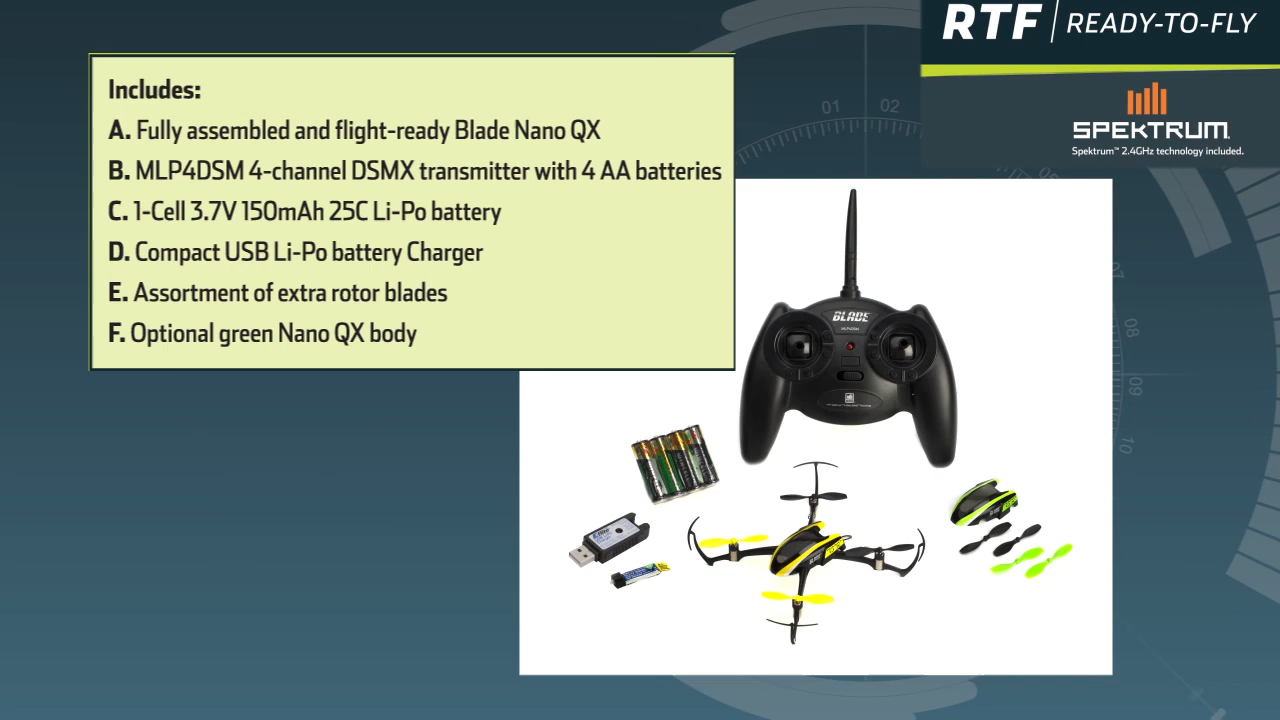 RTF | READY-TO-FLY
SPEKTRUM
Spektrum™ 2.4GHz technology included.
Includes:
A. Fully assembled and flight-ready Blade Nano QX
B. MLP4DSM 4-channel DSMX transmitter with 4 AA batteries
C. 1-Cell 3.7V 150mAh 25C Li-Po battery
D. Compact USB Li-Po battery Charger
E. Assortment of extra rotor blades
F. Optional green Nano QX body
01
02
07
08
09
10
BLADE
MLP4DSM